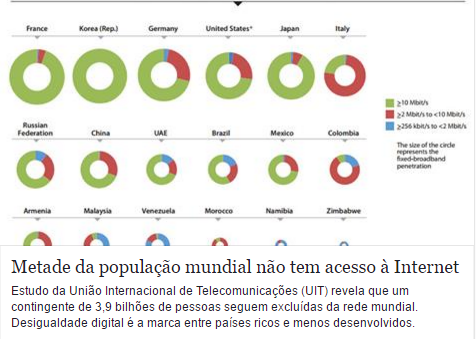 France Korea (Rep.) Germany United States* Japan Italy
≥10 Mbit/s
≥2 Mbit/s to <10 Mbit/s
≥256 kbit/s to <2 Mbit/s
The size of the circle
represents the
fixed-broadband
penetration
Russian
Federation China UAE Brazil Mexico Colombia
Armenia Malaysia Venezuela Morocco Namibia Zimbabwe
Metade da população mundial não tem acesso à Internet
Estudo da União Internacional de Telecomunicações (UIT) revela que um
contingente de 3,9 bilhões de pessoas seguem excluídas da rede mundial.
Desigualdade digital é a marca entre países ricos e menos desenvolvidos.